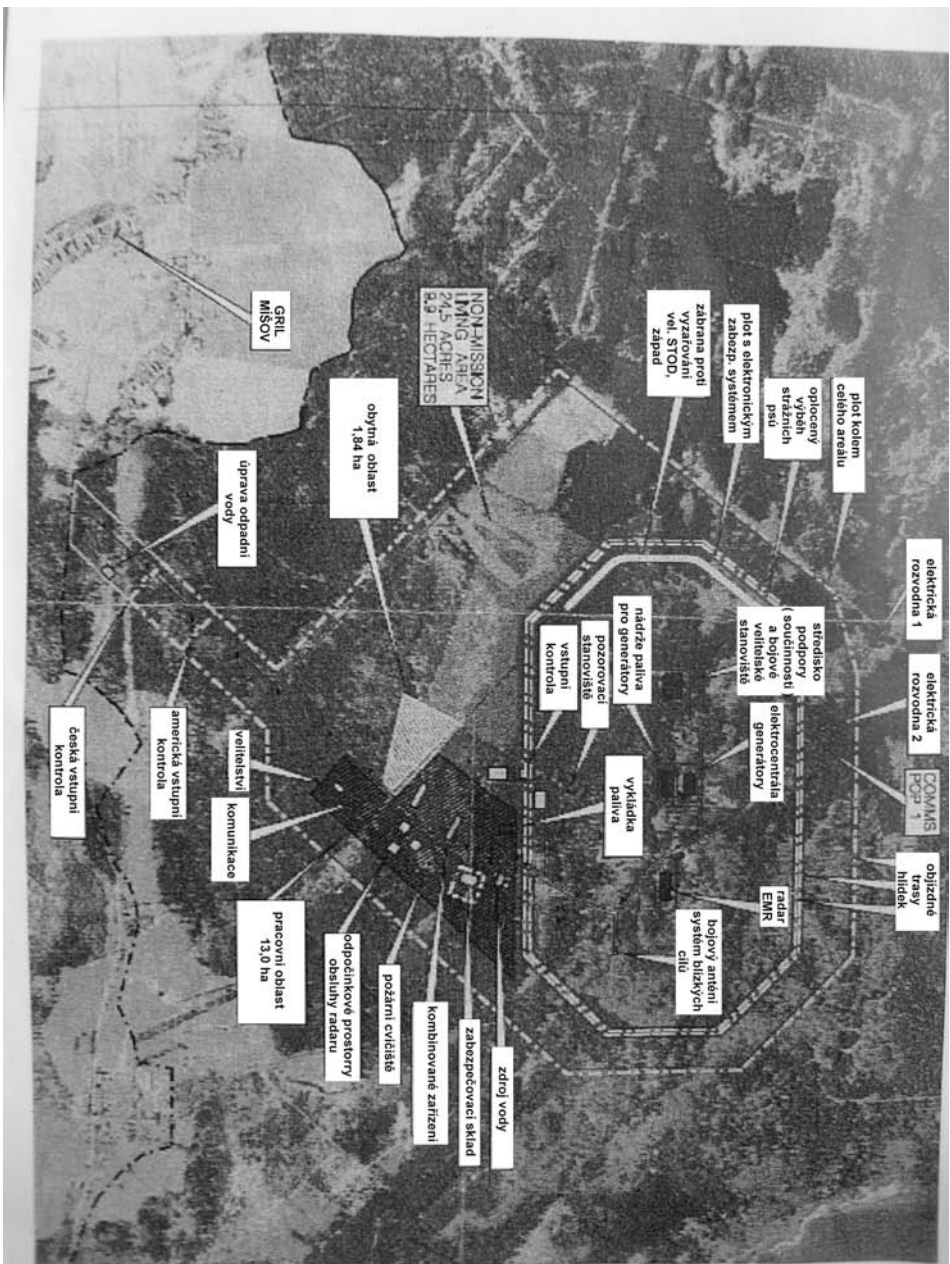 elektrická
rozvodna 1
elektrická
rozvodna 2
COMMS
POP 1
objízdné
trasy
hlídek
plot kolem
celého areálu
oplocený
výběh
strážních
psů
plot s elektronickým
zabezp. systémem
zábrana proti
vyzařování
vel. STOD,
západ
středisko
podpory
( součinnosti )
a bojové
velitelské
stanoviště
elektrocentrála
generátory
radar
EMR
bojový anténí
systém blízkých
cílů
nádrže paliva
pro generátory
pozorovací
stanoviště
vstupní
kontrola
vykládka
paliva
zdroj vody
zabezpečovací sklad
kombinované zařízení
požární cvičiště
odpočinkové prostorry
obsluhy radaru
pracovní oblast
13,0 ha
komunikace
velitelství
NON-MISSION
LIVING AREA
24,5 ACRES
9.9 HECTARES
obytná oblast
1,84 ha
americká vstupní
kontrola
česká vstupní
kontrola
úprava odpadní
vody
GRIL
MÍŠOV